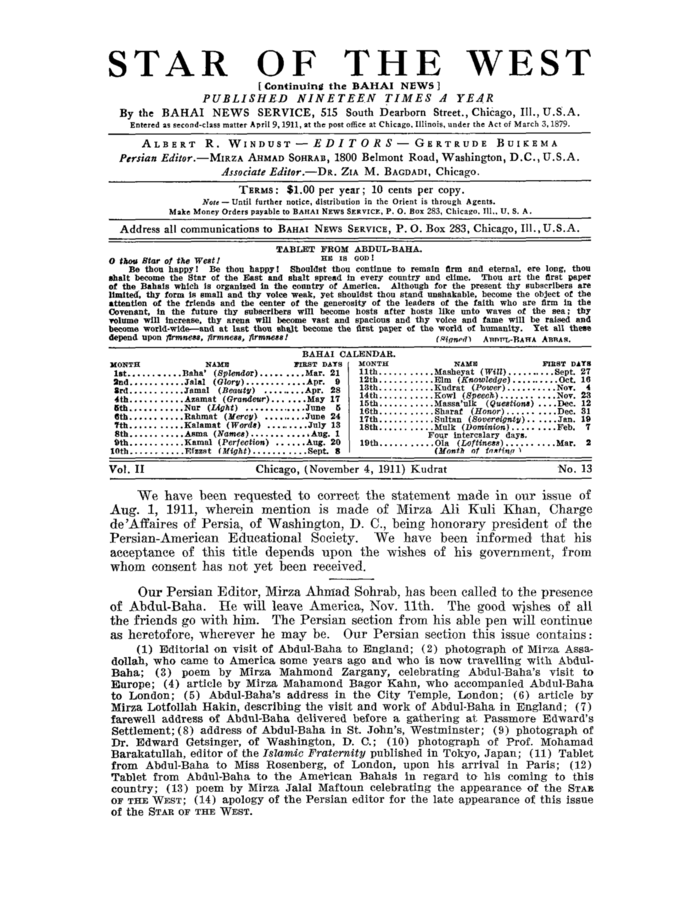 STAR OF THE WEST
[Continuing the BAHAI NEWS]
PUBLISHED NINETEEN TIMES A YEAR
By the BAHAI NEWS SERVICE, 515 South Dearborn Street., Chicago, Ill., U.S.A.
Entered as second-class matter April 9, 1911, at the post office at Chicago, Illinois, under the Act of March 3, 1879.
ALBERT R. WINDUST — EDITORS — GERTRUDE BUIKEMA
Persian Editor.—MIRZA AHMAD SOHRAB, 1800 Belmont Road, Washington, D.C., U.S.A.
Associate Editor.—DR. ZIA M. BAGDADI, Chicago.
TERMS: $1.00 per year; 10 cents per copy.
Note — Until further notice, distribution in the Orient is through Agents.
Make Money Orders payable to BAHAI NEWS SERVICE, P. O. Box 283, Chicago, Ill., U. S. A.
Address all communications to BAHAI NEWS SERVICE, P. O. Box 283, Chicago, Ill., U.S.A.
TABLET FROM ABDUL-BAHA.
HE IS GOD!
O thou Star of the West!
Be thou happy! Be thou happy! Shouldst thou continue to remain firm and eternal, ere long, thou
shalt become the Star of the East and shalt spread in every country and clime. Thou art the first paper
of the Bahais which is organized in the country of America. Although for the present thy subscribers are
limited, thy form is small and thy voice weak, yet shouldst thou stand unshakable, become the object of the
attention of the friends and the center of the generosity of the leaders of the faith who are firm in the
Covenant, in the future thy subscribers will become hosts after hosts like unto waves of the sea; thy
volume will increase, thy arena will become vast and spacious and thy voice and fame will be raised and
become world-wide—and at last thou shalt become the first paper of the world of humanity. Yet all these
depend upon firmness, firmness, firmness! (Signed) ABDUL-BAHA ABBAS.
BAHAI CALENDAR.
MONTH NAME FIRST DAYS
1st..........Baha' (Splendor)........Mar. 21
2nd..........Jalal (Glory)...........Apr. 9
3rd..........Jamal (Beauty) .........Apr. 28
4th..........Azamat (Grandeur).......May 17
5th..........Nur (Light) ...........June 5
6th..........Rahmat (Mercy) ........June 24
7th..........Kalamat (Words) ........July 13
8th..........Asma (Names)...........Aug. 1
9th..........Kamal (Perfection) ......Aug. 20
10th..........Eizzat (Might)...........Sept. 8
MONTH NAME FIRST DAYS
11th..........Masheyat (Will)..........Sept. 27
12th..........Elm (Knowledge).........Oct. 16
13th..........Kudrat (Power)..........Nov. 4
14th..........Kowl (Speech)...........Nov. 23
15th..........Massa'ulk (Questions) ....Dec. 12
16th..........Sharaf (Honor)..........Dec. 31
17th..........Sultan (Sovereignty)......Jan. 19
18th..........Mulk (Dominion).........Feb. 7
Four intercalary days.
19th..........Ola (Loftiness).........Mar. 2
(Month of fasting)
Vol. II Chicago, (November 4, 1911) Kudrat No. 13
We have been requested to correct the statement made in our issue of
Aug. 1, 1911, wherein mention is made of Mirza Ali Kuli Khan, Charge
de'Affaires of Persia, of Washington, D. C., being honorary president of the
Persian-American Educational Society. We have been informed that his
acceptance of this title depends upon the wishes of his government, from
whom consent has not yet been received.
Our Persian Editor, Mirza Ahmad Sohrab, has been called to the presence
of Abdul-Baha. He will leave America, Nov. 11th. The good wishes of all
the friends go with him. The Persian section from his able pen will continue
as heretofore, wherever he may be. Our Persian section this issue contains:
(1) Editorial on visit of Abdul-Baha to England; (2) photograph of Mirza Assa-
dollah, who came to America some years ago and who is now travelling with Abdul-
Baha; (3) poem by Mirza Mahmond Zargany, celebrating Abdul-Baha's visit to
Europe; (4) article by Mirza Mahamond Bagor Kahn, who accompanied Abdul-Baha
to London; (5) Abdul-Baha's address in the City Temple, London; (6) article by
Mirza Lotfollah Hakin, describing the visit and work of Abdul-Baha in England; (7)
farewell address of Abdul-Baha delivered before a gathering at Passmore Edward's
Settlement; (8) address of Abdul-Baha in St. John's, Westminster; (9) photograph of
Dr. Edward Getsinger, of Washington, D. C.; (10) photograph of Prof. Mohamad
Barakatullah, editor of the Islamic Fraternity published in Tokyo, Japan; (11) Tablet
from Abdul-Baha to Miss Rosenberg, of London, upon his arrival in Paris; (12)
Tablet from Abdul-Baha to the American Bahais in regard to his coming to this
country; (13) poem by Mirza Jalal Maftoun celebrating the appearance of the STAR
OF THE WEST; (14) apology of the Persian editor for the late appearance of this issue
of the STAR OF THE WEST.